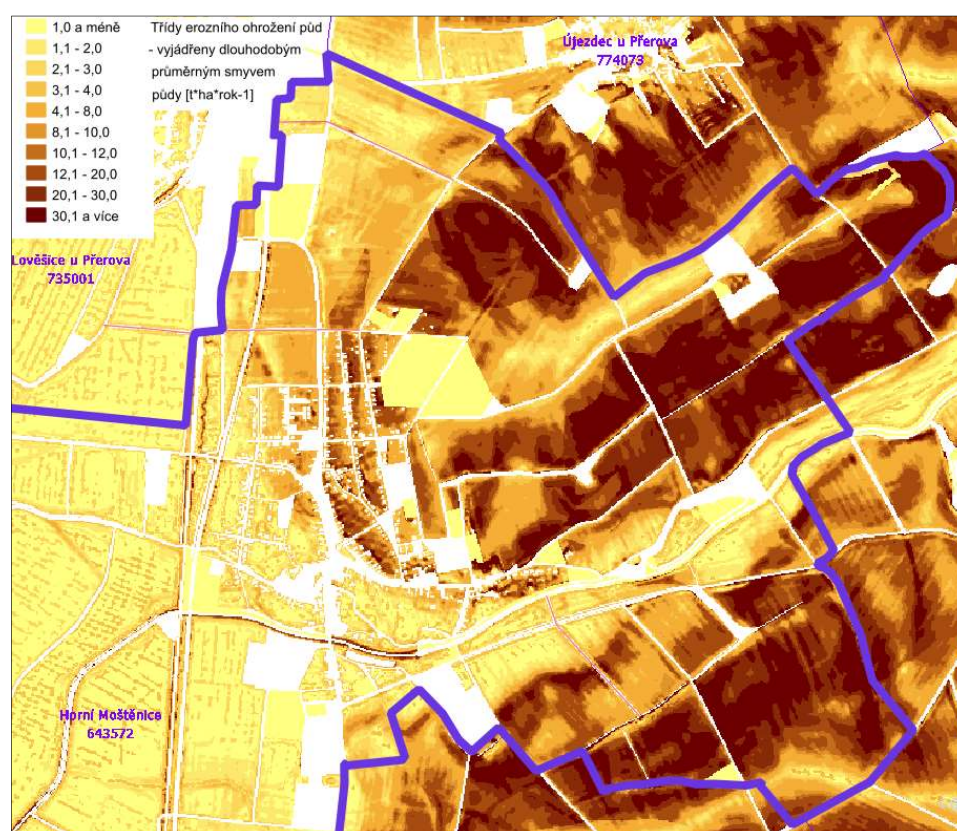 1,0 a méně
1,1 - 2,0
2,1 - 3,0
3,1 - 4,0
4,1 - 8,0
8,1 - 10,0
10,1 - 12,0
12,1 - 20,0
20,1 - 30,0
30,1 a více
Třídy erozního ohrožení půd
- vyjádřeny dlouhodobým
průměrným smyvem
půdy [t*ha*rok-1]
Újezdec u Přerova
774073
Lověšice u Přerova
735001
Horní Moštěnice
643572